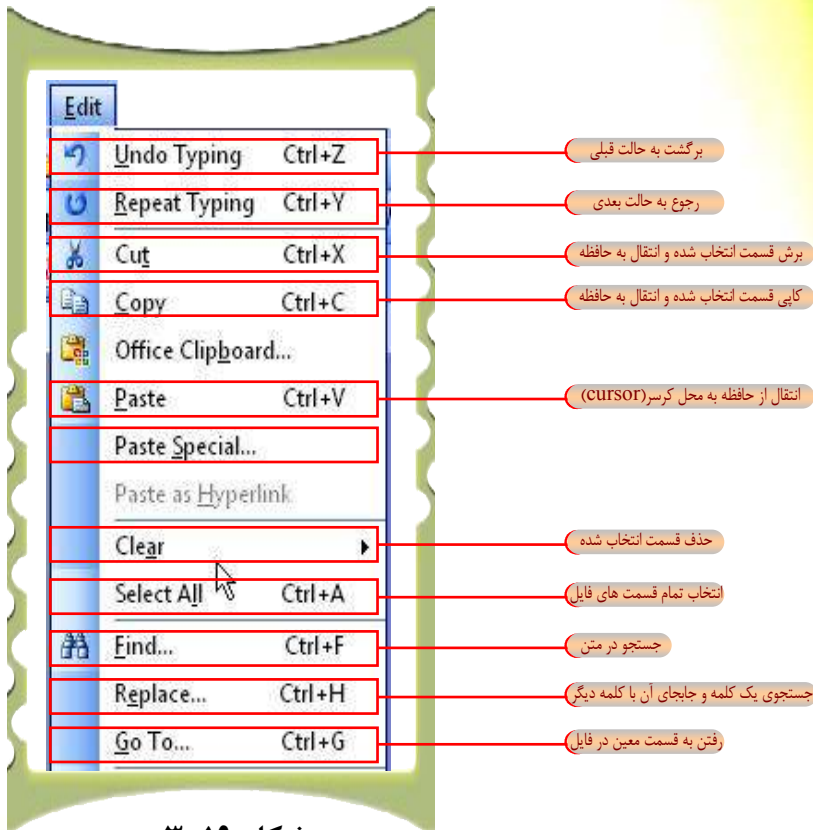 Edit
Undo Typing Ctrl+Z برگشت به حالت قبلی
Repeat Typing Ctrl+Y رجوع به حالت بعدی
Cut Ctrl+X برش قسمت انتخاب شده و انتقال به حافظه
Copy Ctrl+C کاپی قسمت انتخاب شده و انتقال به حافظه
Office Clipboard...
Paste Ctrl+V انتقال از حافظه به محل کرسر(cursor)
Paste Special...
Paste as Hyperlink
Clear حذف قسمت انتخاب شده
Select All Ctrl+A انتخاب تمام قسمت های فایل
Find... Ctrl+F جستجو در متن
Replace... Ctrl+H جستجوی یک کلمه و جابجای آن با کلمه دیگر
Go To... Ctrl+G رفتن به قسمت معین در فایل